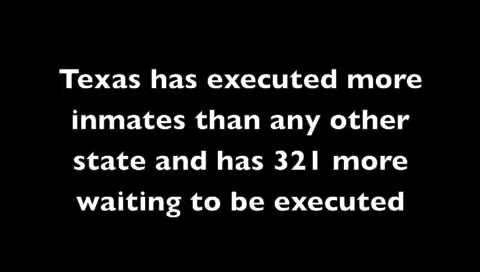 Texas has executed more
inmates than any other
state and has 321 more
waiting to be executed